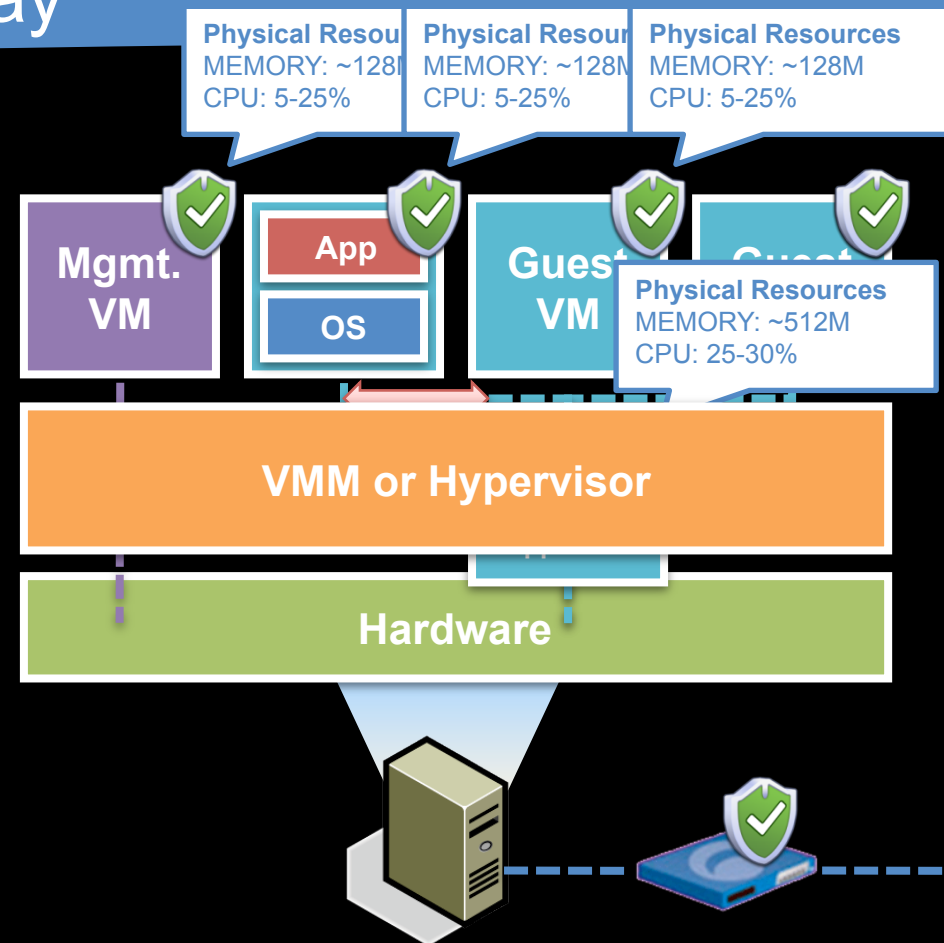 ay
Physical Resou
MEMORY: ~128M
CPU: 5-25%
Physical Resour
MEMORY: ~128M
CPU: 5-25%
Physical Resources
MEMORY: ~128M
CPU: 5-25%
Mgmt.
VM
App
OS
Guest
VM
Guest
Physical Resources
MEMORY: ~512M
CPU: 25-30%
VMM or Hypervisor
Hardware